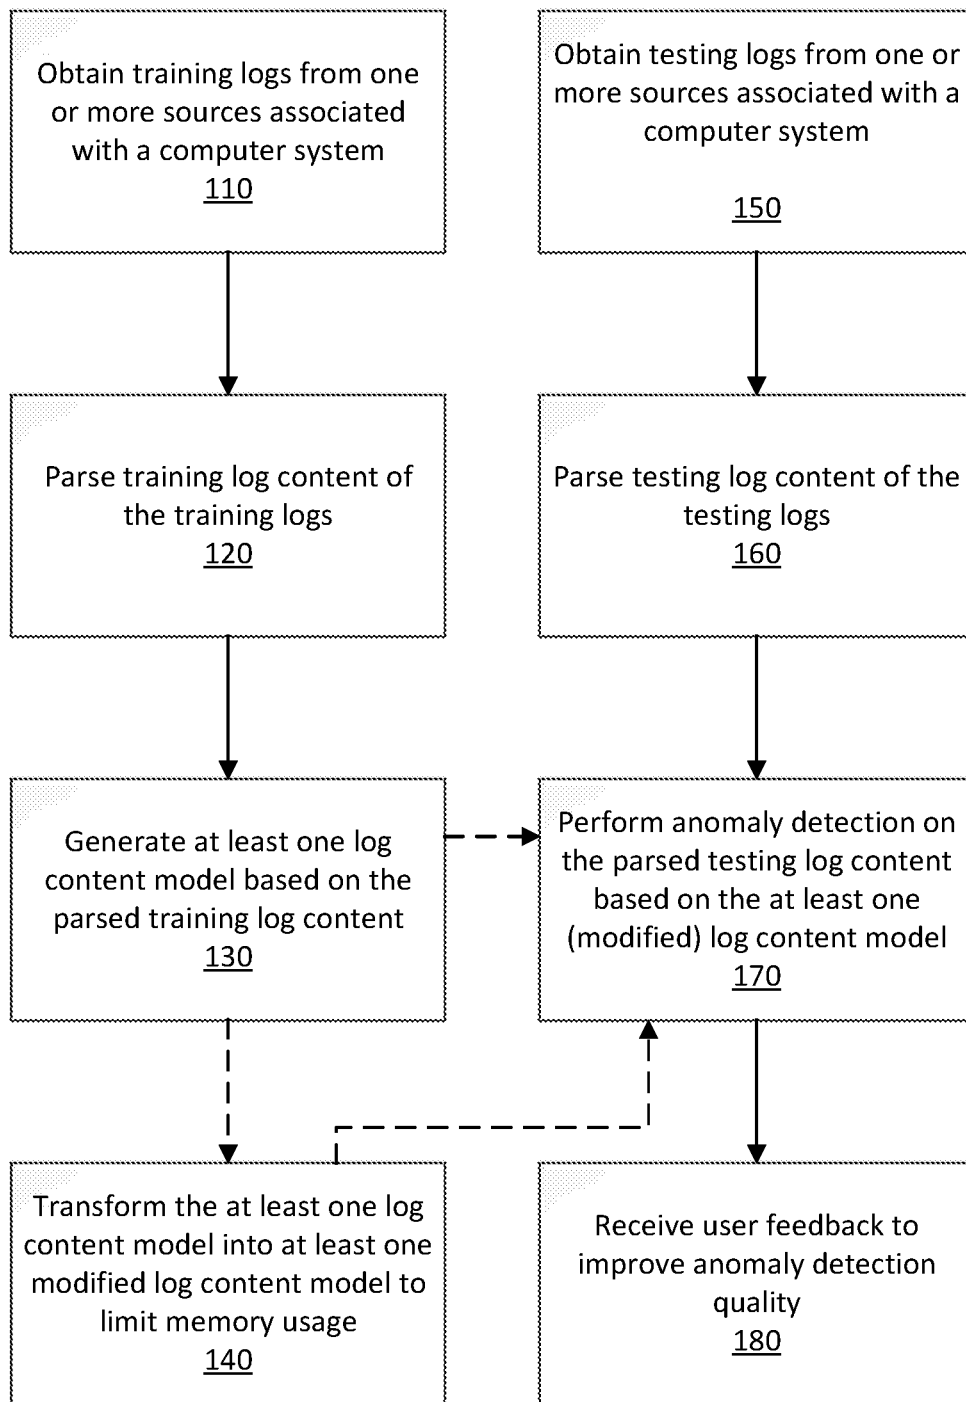 Obtain training logs from one
or more sources associated
with a computer system
110
Parse training log content of
the training logs
120
Generate at least one log
content model based on the
parsed training log content
130
Transform the at least one log
content model into at least one
modified log content model to
limit memory usage
140
Obtain testing logs from one or
more sources associated with a
computer system
150
Parse testing log content of the
testing logs
160
Perform anomaly detection on
the parsed testing log content
based on the at least one
(modified) log content model
170
Receive user feedback to
improve anomaly detection
quality
180